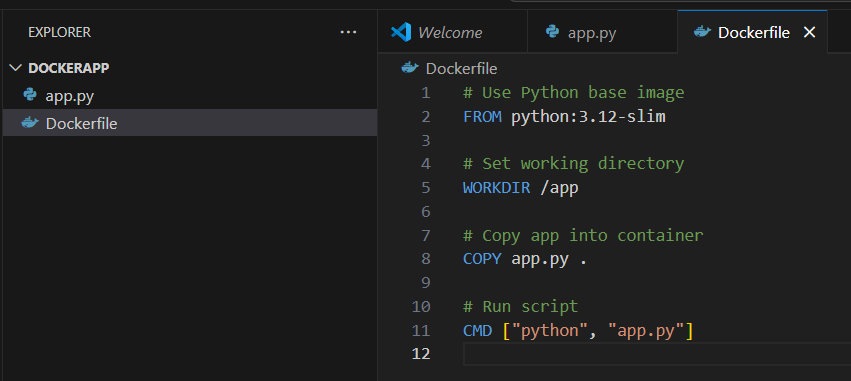 EXPLORER
...
DOCKERAPP
app.py
Dockerfile
Welcome
app.py
Dockerfile
Dockerfile
1 # Use Python base image
2 FROM python:3.12-slim
3
4 # Set working directory
5 WORKDIR /app
6
7 # Copy app into container
8 COPY app.py .
9
10 # Run script
11 CMD ["python", "app.py"]
12